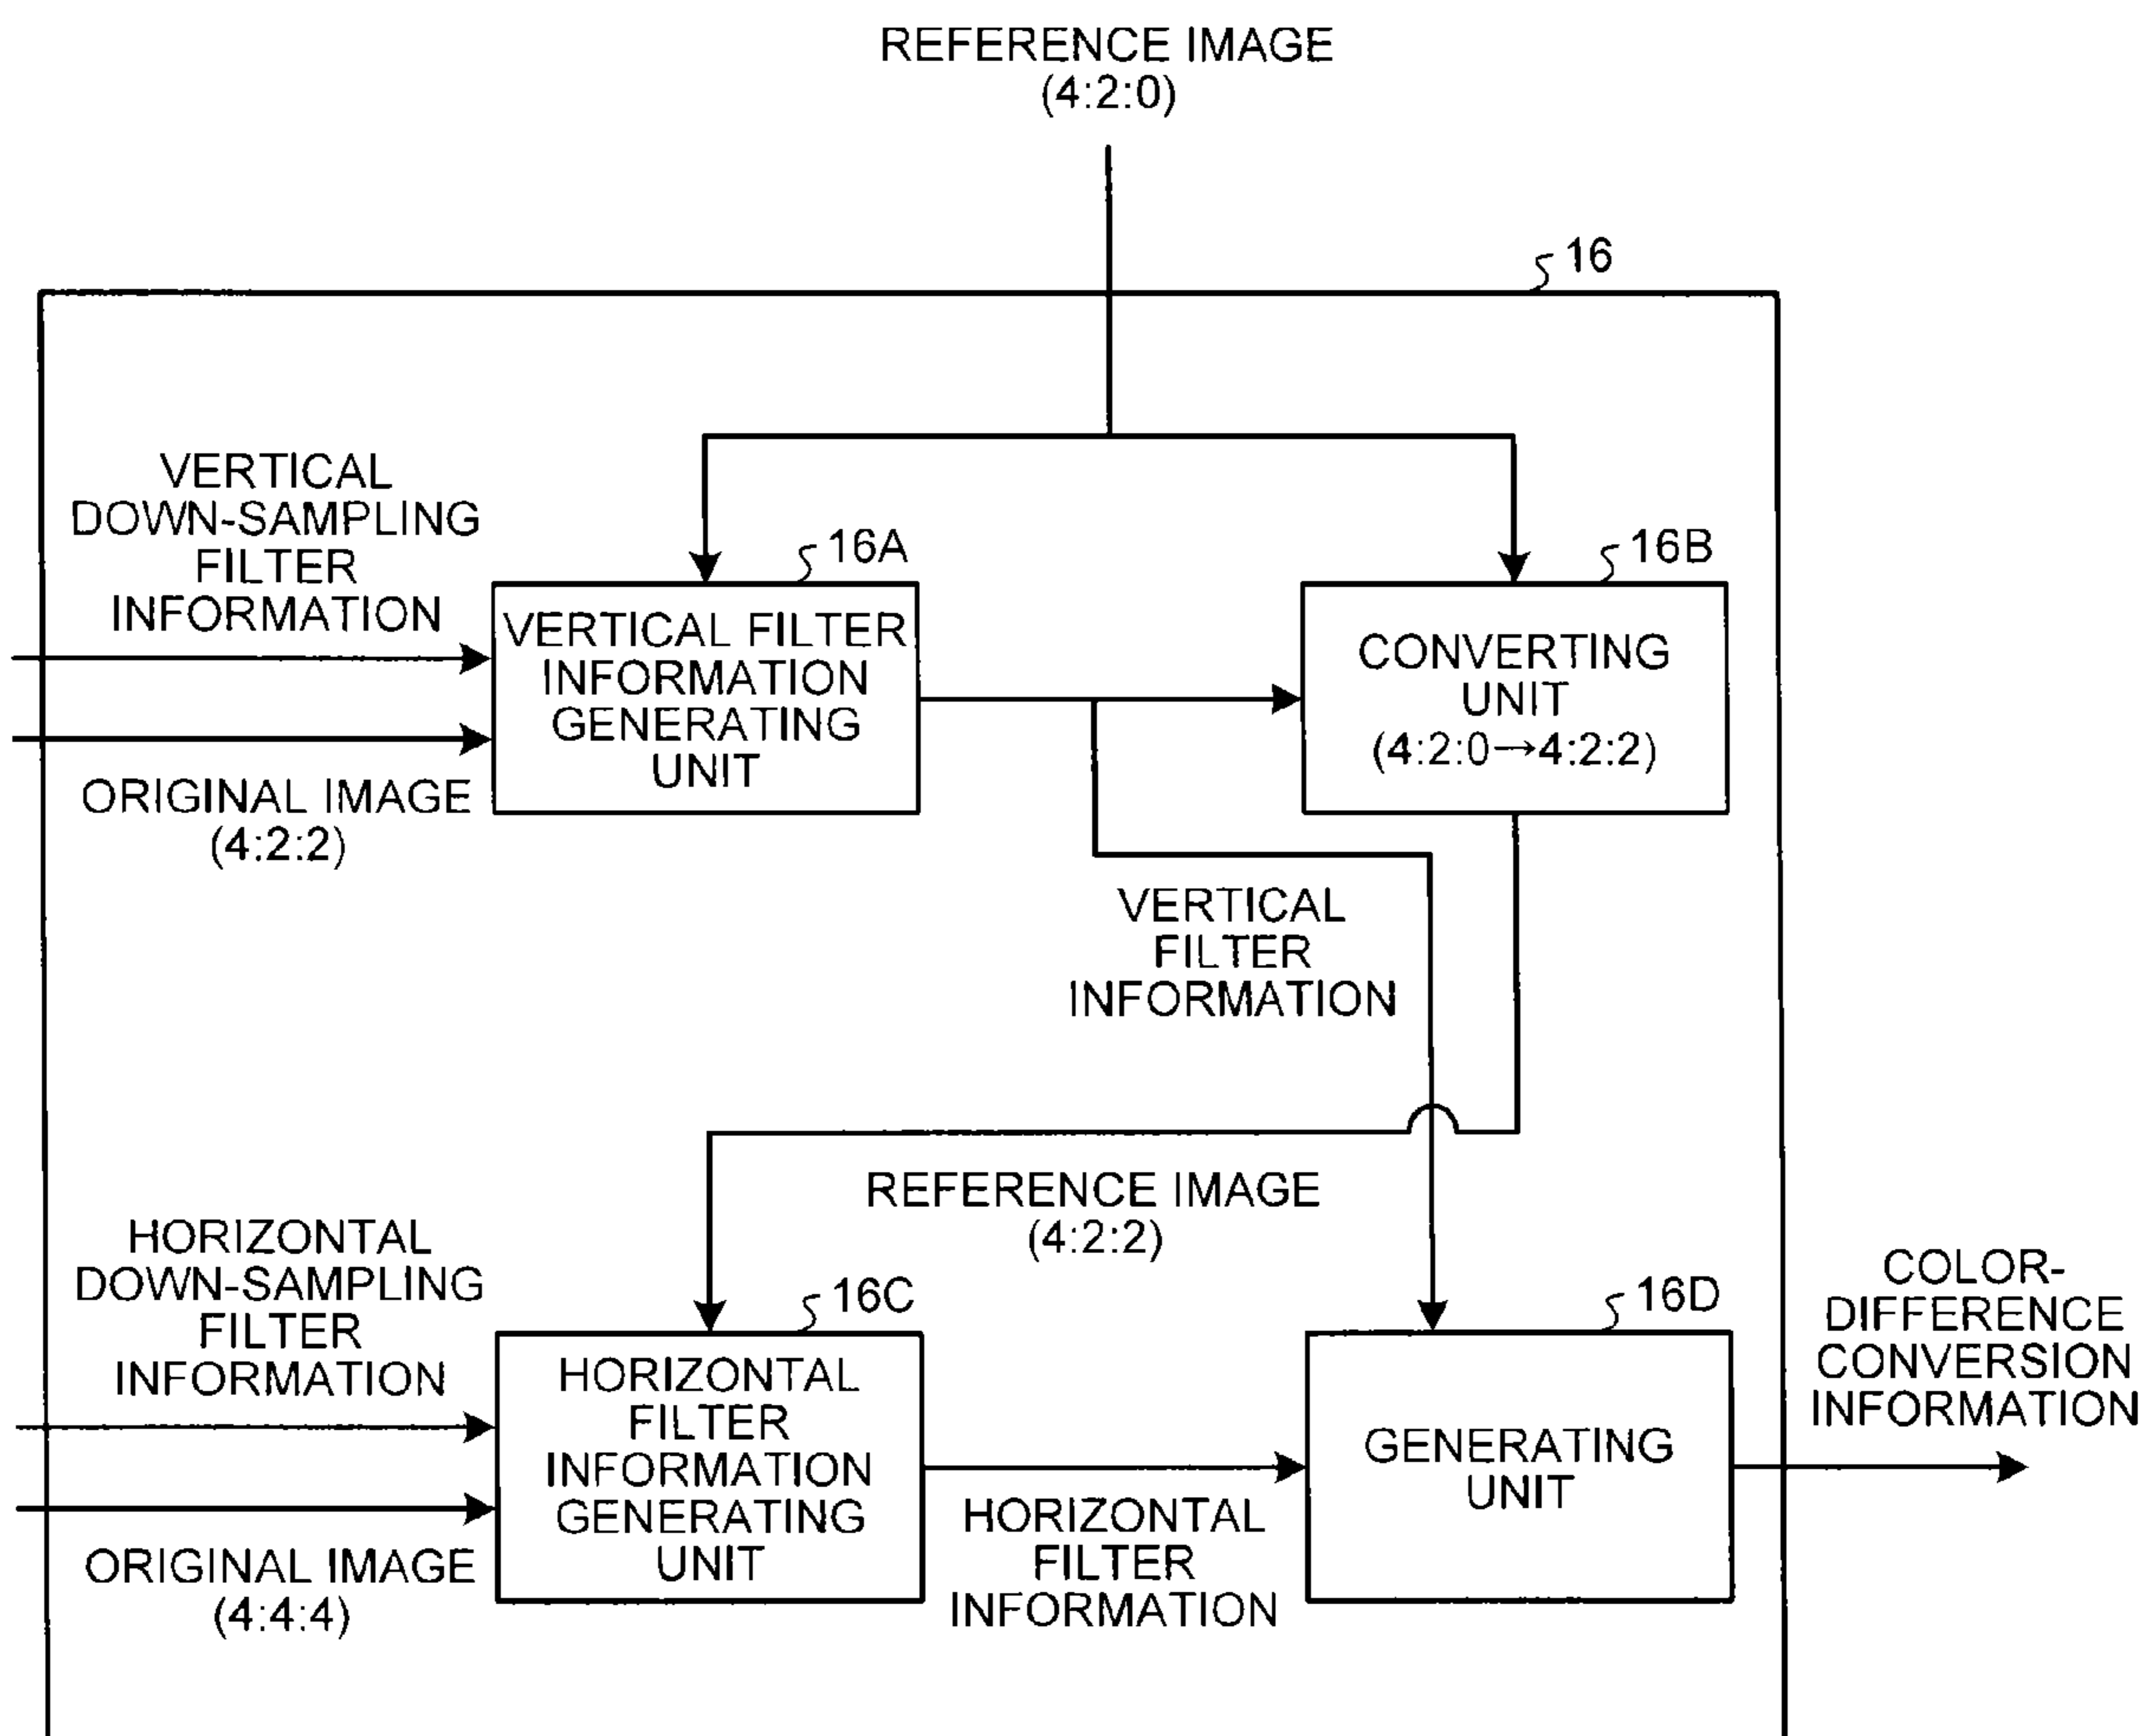 REFERENCE IMAGE
(4:2:0)
16
VERTICAL
DOWN-SAMPLING
FILTER
INFORMATION
ORIGINAL IMAGE
(4:2:2)
16A
VERTICAL FILTER
INFORMATION
GENERATING
UNIT
16B
CONVERTING
UNIT
(4:2:0→4:2:2)
VERTICAL
FILTER
INFORMATION
REFERENCE IMAGE
(4:2:2)
HORIZONTAL
DOWN-SAMPLING
FILTER
INFORMATION
ORIGINAL IMAGE
(4:4:4)
16C
HORIZONTAL
FILTER
INFORMATION
GENERATING
UNIT
HORIZONTAL
FILTER
INFORMATION
16D
GENERATING
UNIT
COLOR-
DIFFERENCE
CONVERSION
INFORMATION